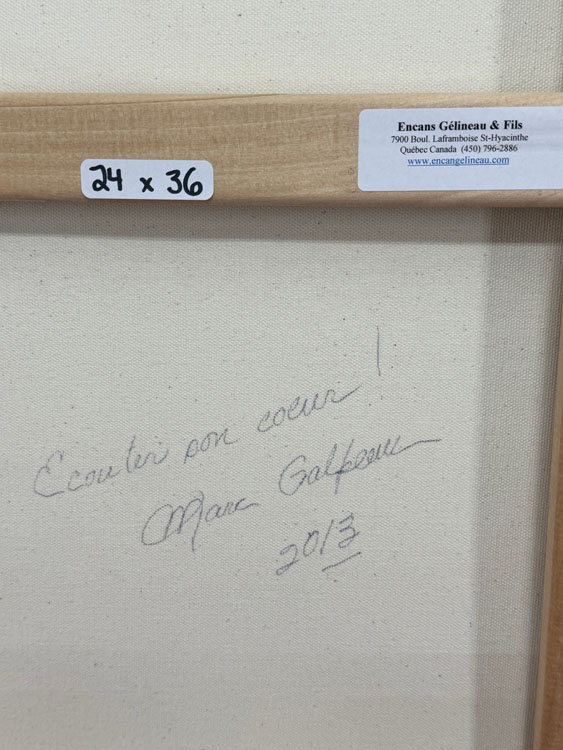 Encans Gélineau & Fils
7900 Boul. Laframboise St-Hyacinthe
Québec Canada (450) 796-2886
www.encangelineau.com
24 x 36
Ecouter son coeur !
Marc Galipeau
2013